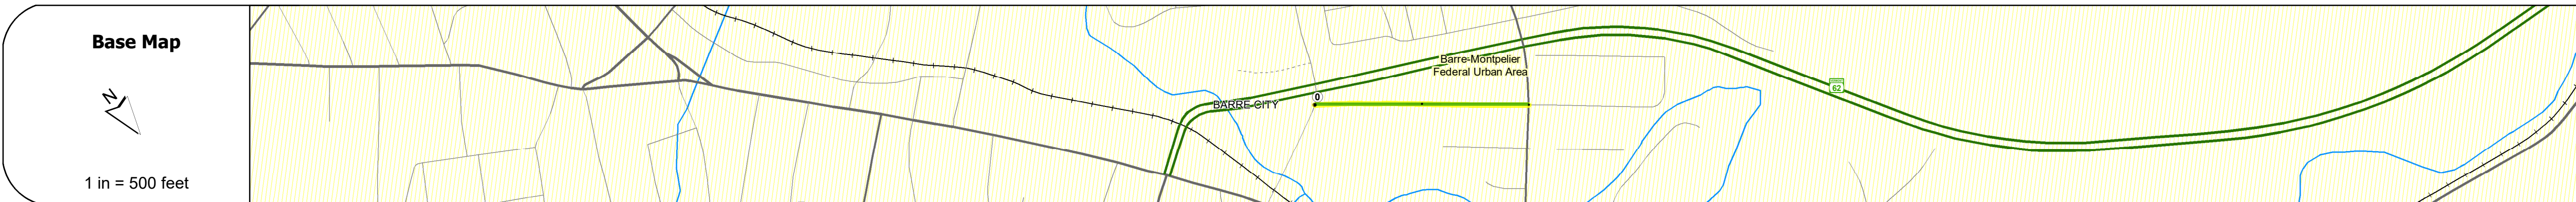 Base Map
N
1 in = 500 feet
Barre-Montpelier
Federal Urban Area
62
0
BARRE CITY